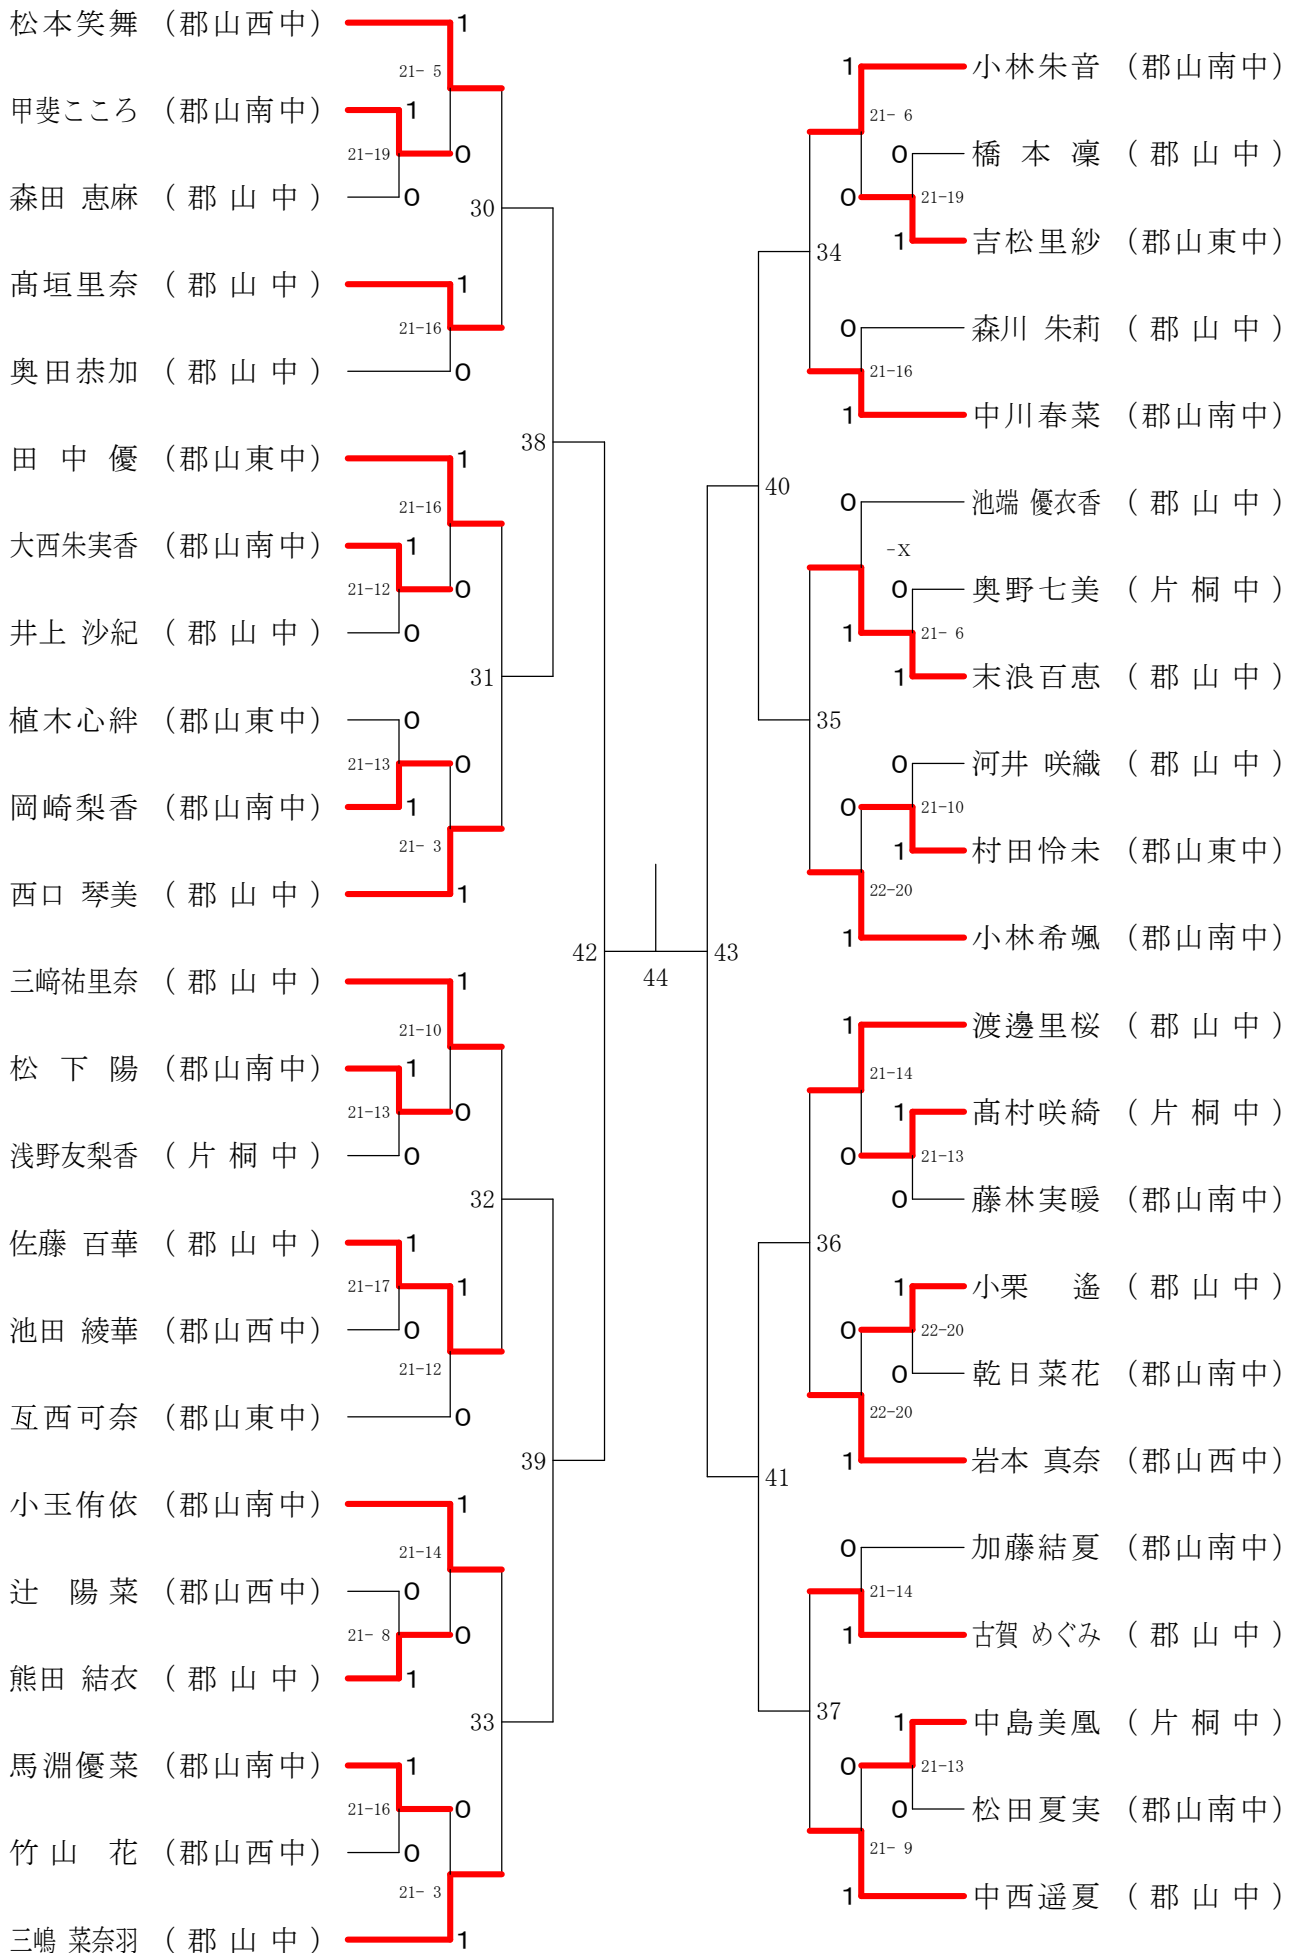 松本笑舞 （郡山西中） 1
21- 5
甲斐こころ （郡山南中） 1
21-19 0
森田 恵麻 （ 郡 山 中 ） 0
30
髙垣里奈 （ 郡 山 中 ） 1
21-16
奥田恭加 （ 郡 山 中 ） 0
38
田 中 優 （郡山東中） 1
21-16
大西朱実香 （郡山南中） 1
21-12 0
井上 沙紀 （ 郡 山 中 ） 0
31
植木心絆 （郡山東中） 0
21-13 0
岡崎梨香 （郡山南中） 1
21- 3
西口 琴美 （ 郡 山 中 ） 1
42
三﨑祐里奈 （ 郡 山 中 ） 1
21-10
松 下 陽 （郡山南中） 1
21-13 0
浅野友梨香 （ 片 桐 中 ） 0
32
佐藤 百華 （ 郡 山 中 ） 1
21-17 1
池田 綾華 （郡山西中） 0
21-12
亙西可奈 （郡山東中） 0
39
小玉侑依 （郡山南中） 1
21-14
辻 陽菜 （郡山西中） 0
21- 8 0
熊田 結衣 （ 郡 山 中 ） 1
33
馬淵優菜 （郡山南中） 1
21-16 0
竹山 花 （郡山西中） 0
21- 3
三嶋 菜奈羽 （ 郡 山 中 ） 1
44
1 小林朱音 （郡山南中）
21- 6
0 橋 本 凜 （ 郡 山 中 ）
0 21-19
1 吉松里紗 （郡山東中）
34
0 森川 朱莉 （ 郡 山 中 ）
21-16
1 中川春菜 （郡山南中）
40
0 池端 優衣香 （ 郡 山 中 ）
-X
0 奥野七美 （ 片 桐 中 ）
1 21- 6
1 末浪百恵 （ 郡 山 中 ）
35
0 河井 咲織 （ 郡 山 中 ）
0 21-10
1 村田怜未 （郡山東中）
22-20
1 小林希颯 （郡山南中）
43
1 渡邊里桜 （ 郡 山 中 ）
21-14
1 髙村咲綺 （ 片 桐 中 ）
0 21-13
0 藤林実暖 （郡山南中）
36
1 小栗 遙 （ 郡 山 中 ）
0 22-20
0 乾日菜花 （郡山南中）
22-20
1 岩本 真奈 （郡山西中）
41
0 加藤結夏 （郡山南中）
21-14
1 古賀 めぐみ （ 郡 山 中 ）
37
1 中島美凰 （ 片 桐 中 ）
0 21-13
0 松田夏実 （郡山南中）
21- 9
1 中西遥夏 （ 郡 山 中 ）